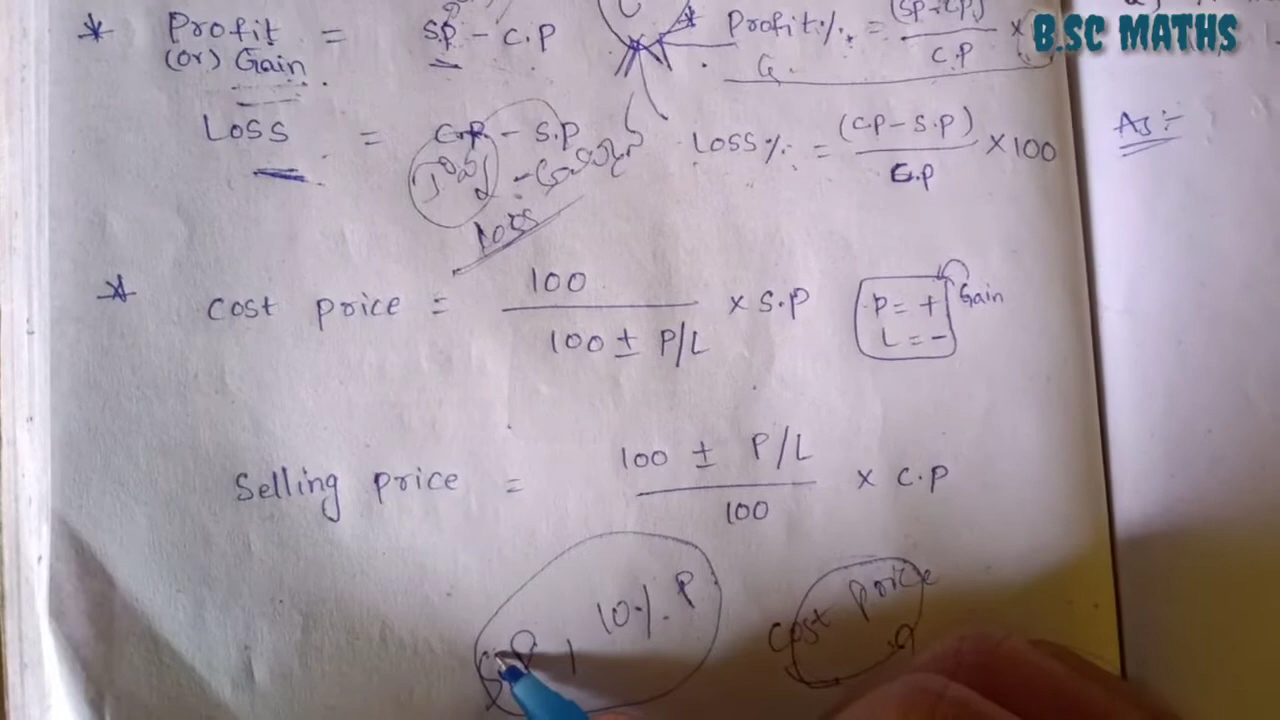 * Profit = S.P - C.P * Profit% = (SP-CP) / C.P ×
(or) Gain G.
B.SC MATHS
Loss = C.P - S.P Loss% = (C.P - S.P) / C.P × 100
Loss
As :-
* Cost price = 100 / 100 ± P/L × S.P
P = + Gain
L = -
Selling price = 100 ± P/L / 100 × C.P
S.P, 10% P
Cost price ?